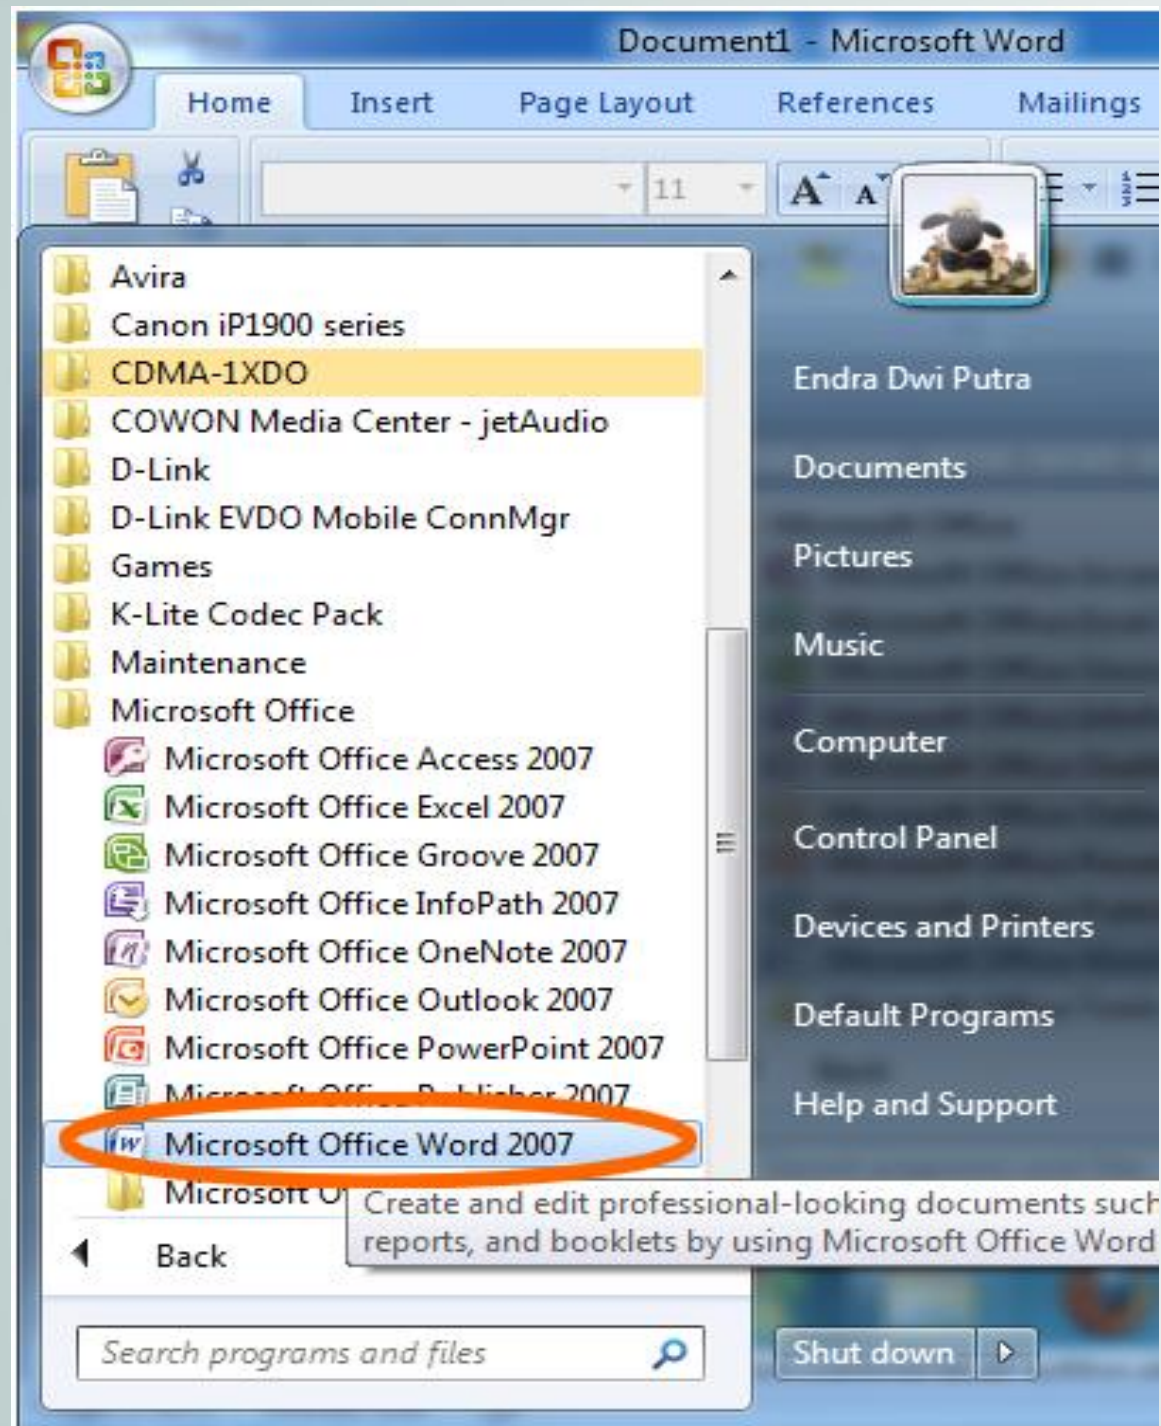 Document1 - Microsoft Word
Home Insert Page Layout References Mailings
11 A A
Avira
Canon iP1900 series
CDMA-1XDO
COWON Media Center - jetAudio
D-Link
D-Link EVDO Mobile ConnMgr
Games
K-Lite Codec Pack
Maintenance
Microsoft Office
Microsoft Office Access 2007
Microsoft Office Excel 2007
Microsoft Office Groove 2007
Microsoft Office InfoPath 2007
Microsoft Office OneNote 2007
Microsoft Office Outlook 2007
Microsoft Office PowerPoint 2007
Microsoft Office Publisher 2007
Microsoft Office Word 2007
Microsoft O
Create and edit professional-looking documents such
reports, and booklets by using Microsoft Office Word
Back
Search programs and files
Endra Dwi Putra
Documents
Pictures
Music
Computer
Control Panel
Devices and Printers
Default Programs
Help and Support
Shut down